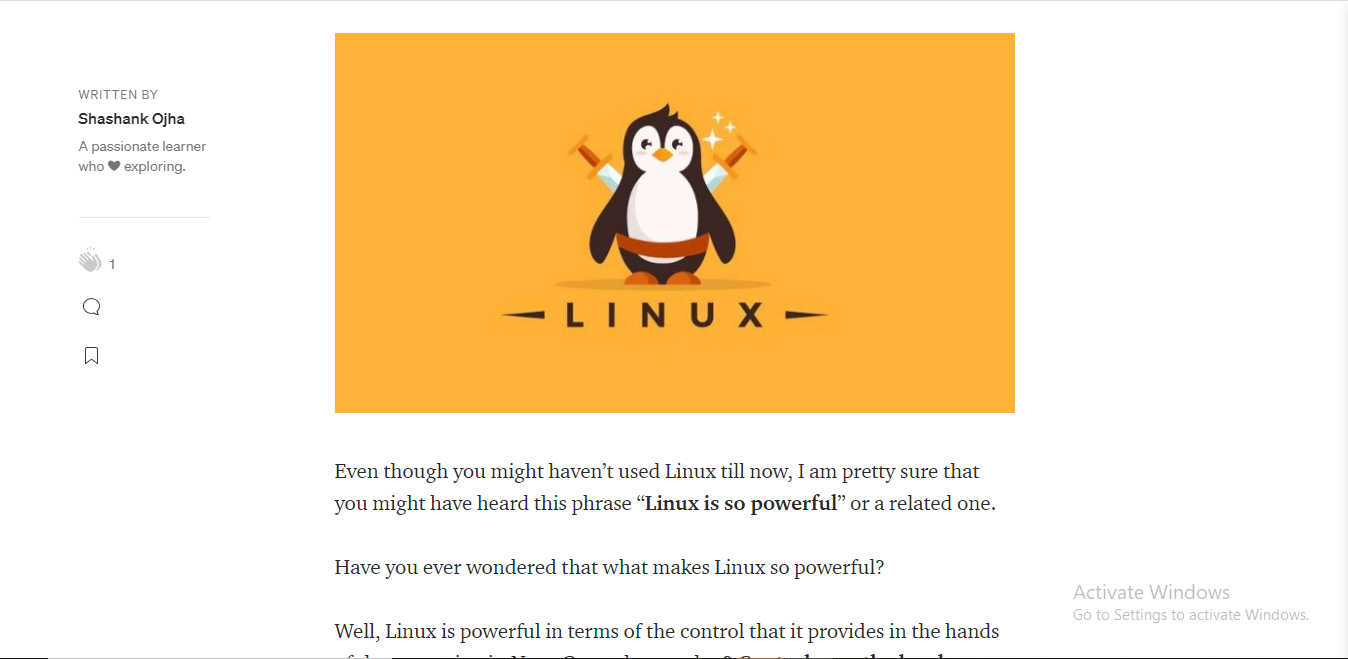 WRITTEN BY
Shashank Ojha
A passionate learner
who ♥ exploring.
1
LINUX
Even though you might haven’t used Linux till now, I am pretty sure that
you might have heard this phrase “Linux is so powerful” or a related one.
Have you ever wondered that what makes Linux so powerful?
Well, Linux is powerful in terms of the control that it provides in the hands
Activate Windows
Go to Settings to activate Windows.